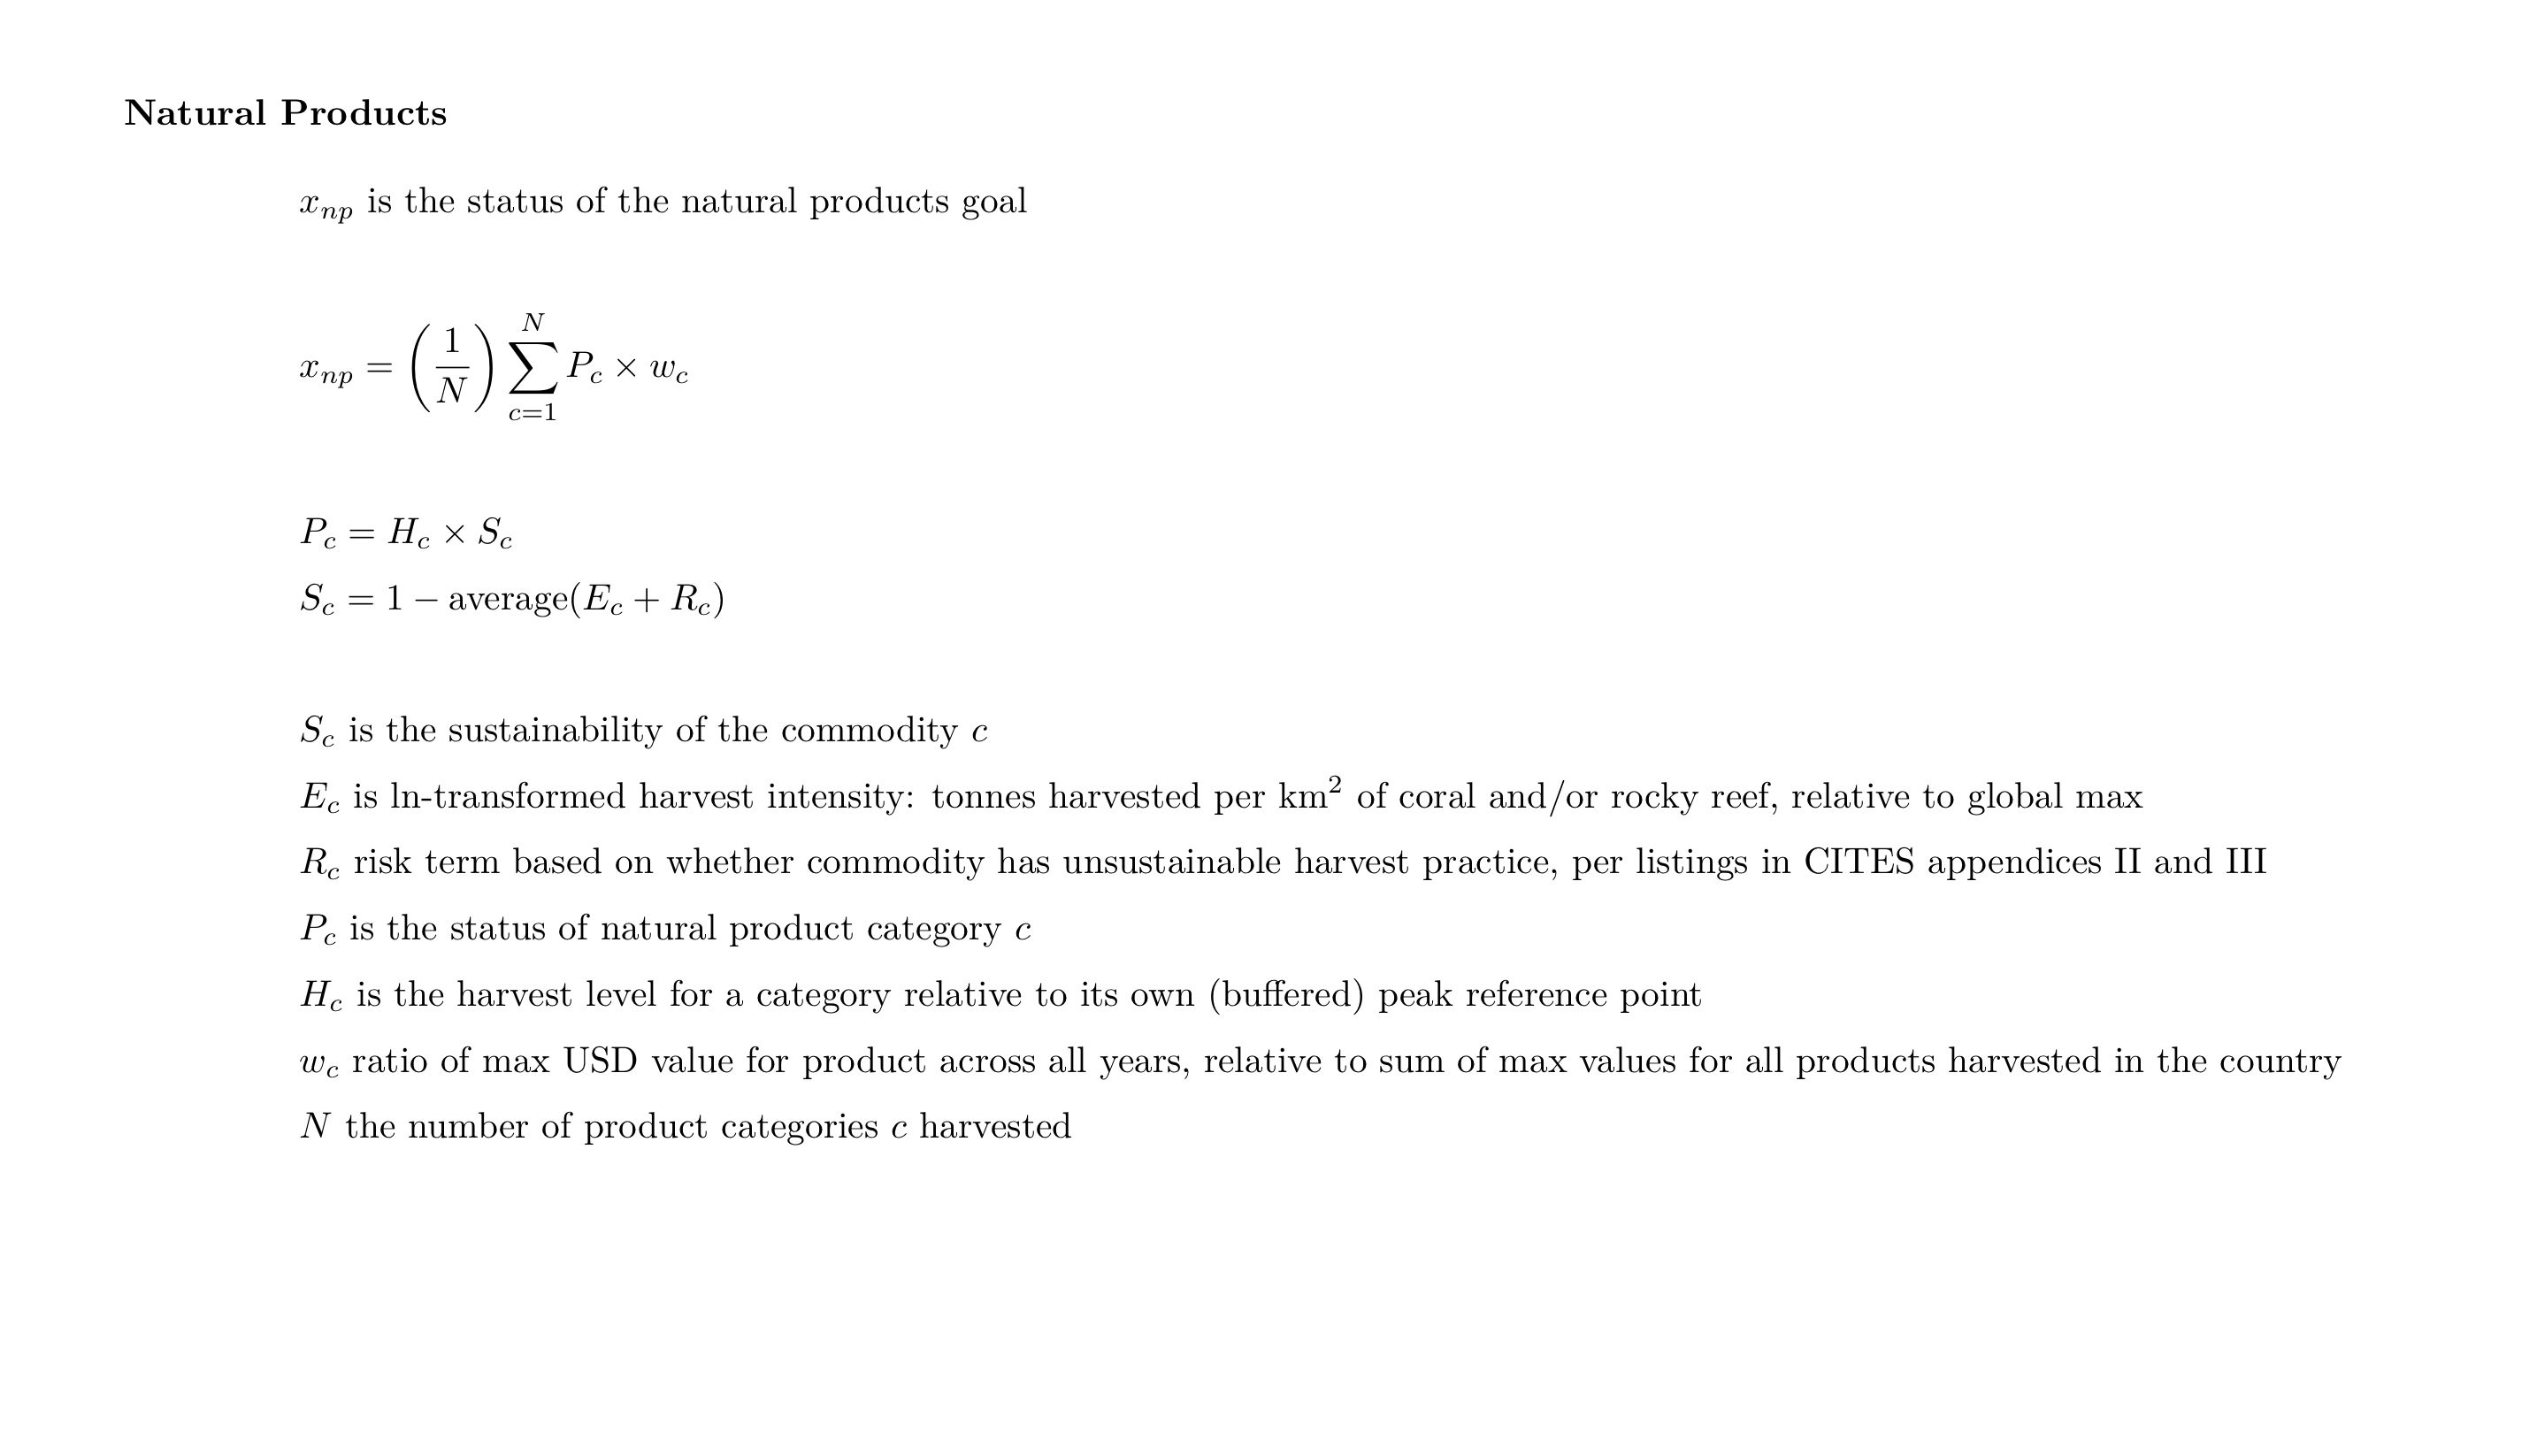 Natural Products
$x_{np}$ is the status of the natural products goal
$x_{np} = \left(\frac{1}{N}\right) \sum_{c=1}^{N} P_c \times w_c$
$P_c = H_c \times S_c$
$S_c = 1 - \text{average}(E_c + R_c)$
$S_c$ is the sustainability of the commodity $c$
$E_c$ is ln-transformed harvest intensity: tonnes harvested per km$^2$ of coral and/or rocky reef, relative to global max
$R_c$ risk term based on whether commodity has unsustainable harvest practice, per listings in CITES appendices II and III
$P_c$ is the status of natural product category $c$
$H_c$ is the harvest level for a category relative to its own (buffered) peak reference point
$w_c$ ratio of max USD value for product across all years, relative to sum of max values for all products harvested in the country
$N$ the number of product categories $c$ harvested